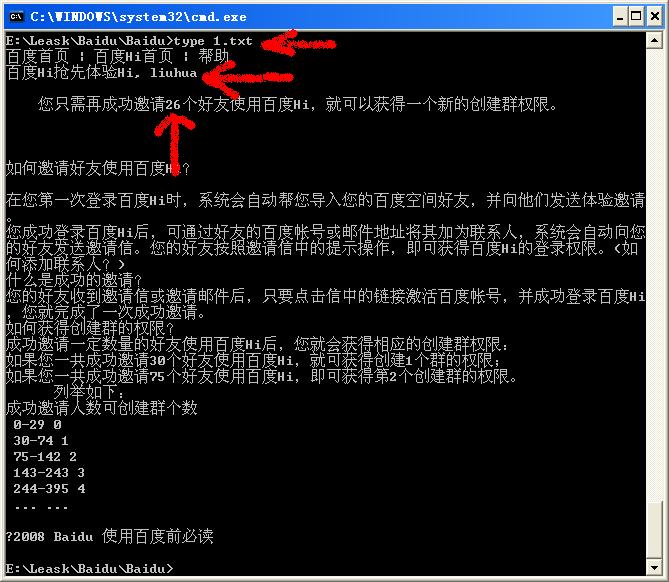 C:\WINDOWS\system32\cmd.exe
E:\Leask\Baidu\Baidu>type 1.txt
百度首页 ¦ 百度Hi首页 ¦ 帮助
百度Hi抢先体验Hi, liuhua
您只需再成功邀请26个好友使用百度Hi，就可以获得一个新的创建群权限。
如何邀请好友使用百度Hi？
在您第一次登录百度Hi时，系统会自动帮您导入您的百度空间好友，并向他们发送体验邀请
。
您成功登录百度Hi后，可通过好友的百度帐号或邮件地址将其加为联系人，系统会自动向您
的好友发送邀请信。您的好友按照邀请信中的提示操作，即可获得百度Hi的登录权限。(如
何添加联系人？)
什么是成功的邀请？
您的好友收到邀请信或邀请邮件后，只要点击信中的链接激活百度帐号，并成功登录百度Hi
，您就完成了一次成功邀请。
如何获得创建群的权限？
成功邀请一定数量的好友使用百度Hi后，您就会获得相应的创建群权限：
如果您一共成功邀请30个好友使用百度Hi，就可获得创建1个群的权限；
如果您一共成功邀请75个好友使用百度Hi，即可获得第2个创建群的权限。
列举如下：
成功邀请人数可创建群个数
0-29 0
30-74 1
75-142 2
143-243 3
244-395 4
... ...
?2008 Baidu 使用百度前必读
E:\Leask\Baidu\Baidu>